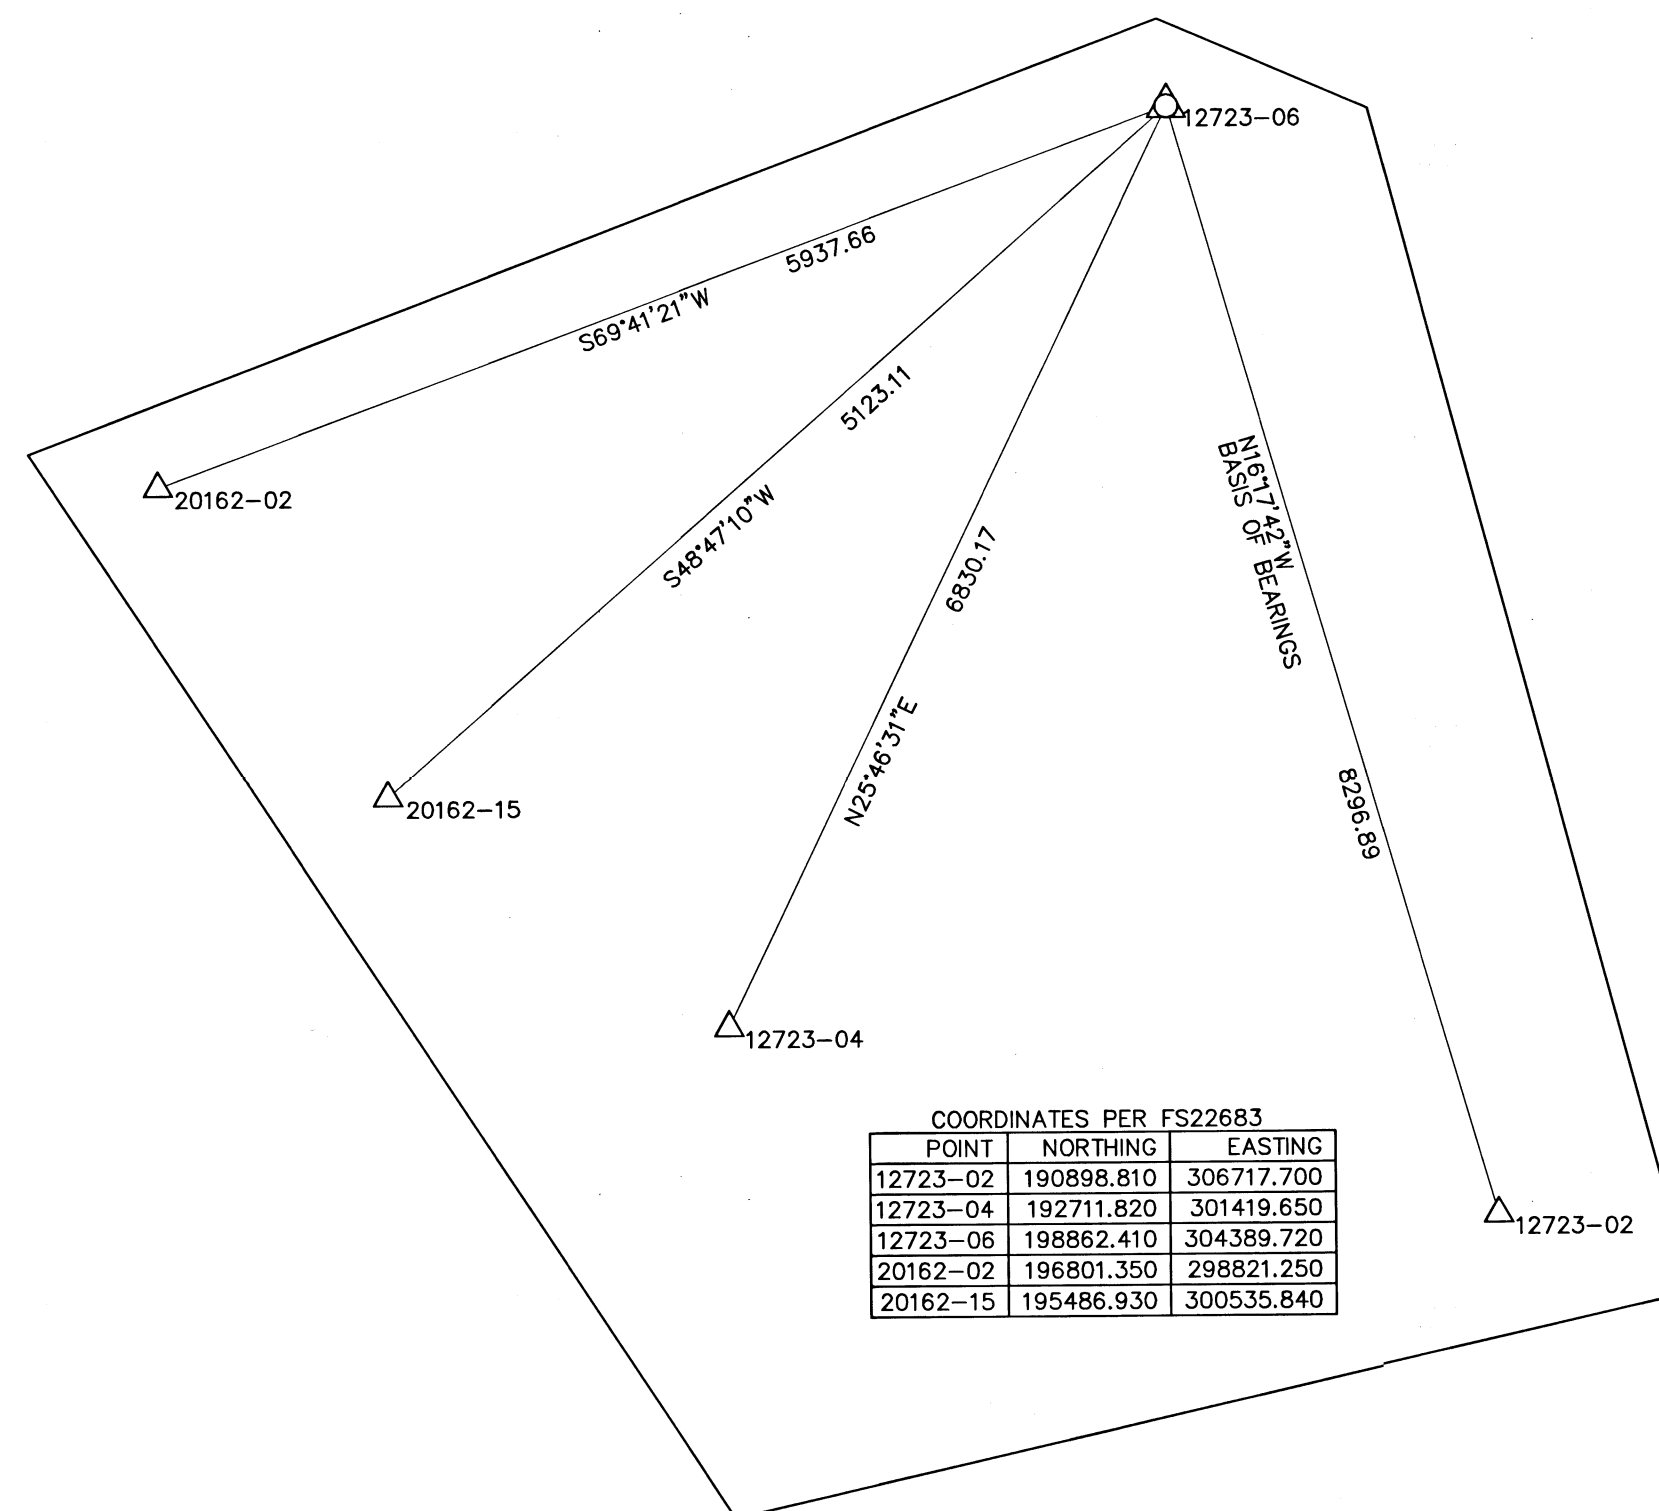 12723-06
5937.66
S69°41'21"W
5123.11
S48°47'10"W
20162-02
N16°17'42"W
BASIS OF BEARINGS
6830.17
N25°46'31"E
8296.89
20162-15
12723-04
12723-02
COORDINATES PER FS22683
POINT NORTHING EASTING
12723-02 190898.810 306717.700
12723-04 192711.820 301419.650
12723-06 198862.410 304389.720
20162-02 196801.350 298821.250
20162-15 195486.930 300535.840